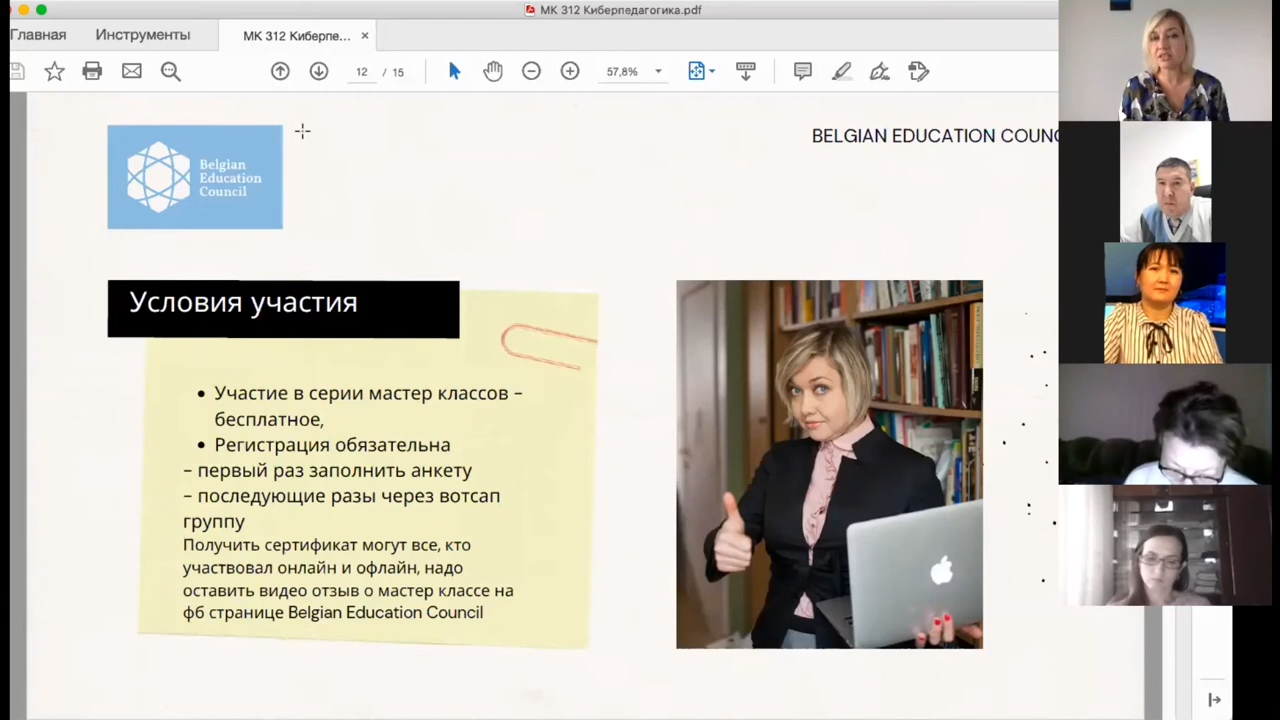 МК 312 Киберпедагогика.pdf
Главная
Инструменты
МК 312 Киберпе...
12 / 15
57,8%
Belgian
Education
Council
BELGIAN EDUCATION COUNC
Условия участия
• Участие в серии мастер классов –
бесплатное,
• Регистрация обязательна
– первый раз заполнить анкету
– последующие разы через вотсап
группу
Получить сертификат могут все, кто
участвовал онлайн и офлайн, надо
оставить видео отзыв о мастер классе на
фб странице Belgian Education Council